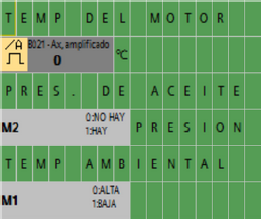 TEMP DEL MOTOR
A
B021 - Ax, amplificado
0 ºC
PRES. DE ACEITE
M2 0:NO HAY PRESION
1:HAY
TEMP AMBIENTAL
M1 0:ALTA
1:BAJA